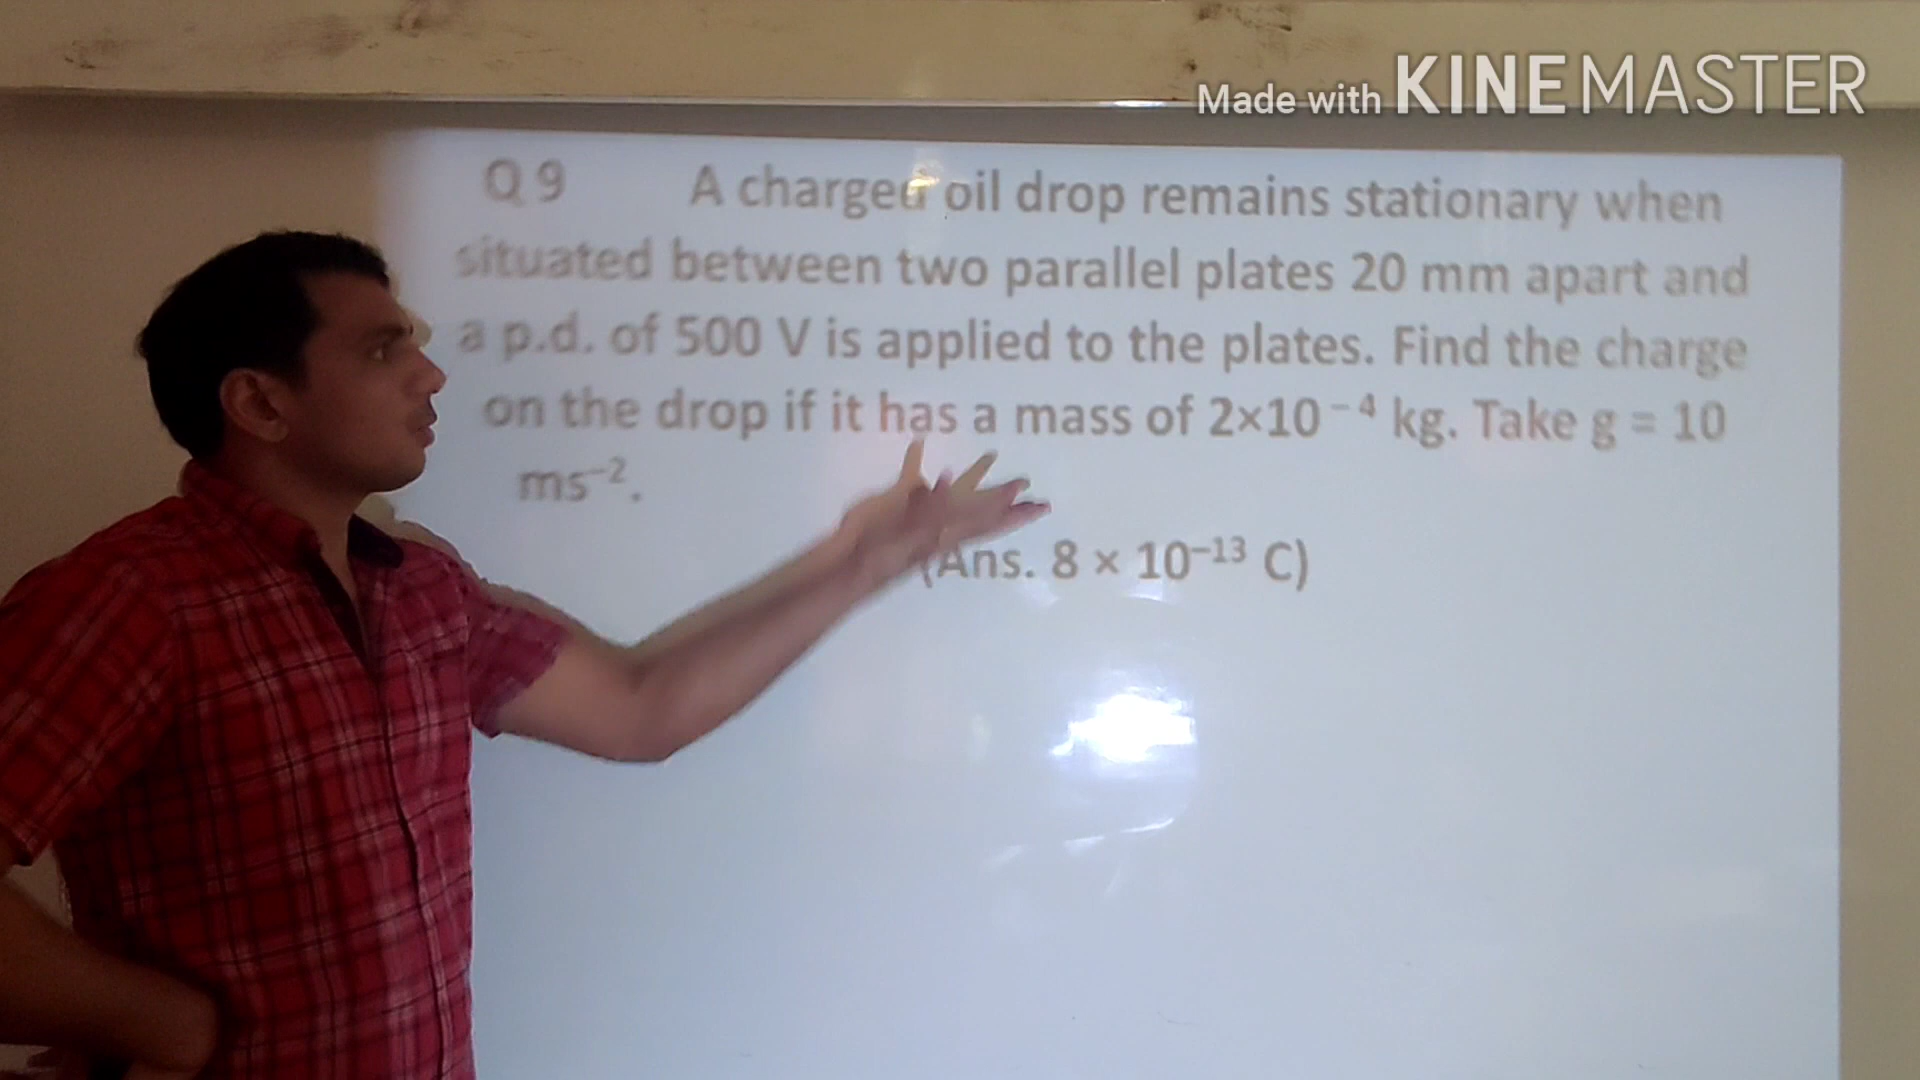 Made with KINEMASTER
Q 9 A charged oil drop remains stationary when
situated between two parallel plates 20 mm apart and
a p.d. of 500 V is applied to the plates. Find the charge
on the drop if it has a mass of 2×10⁻⁴ kg. Take g = 10
ms⁻².
(Ans. 8 × 10⁻¹³ C)